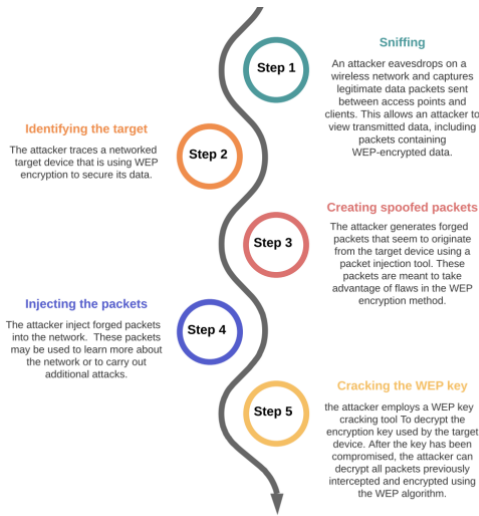 Step 1
Sniffing
An attacker eavesdrops on a
wireless network and captures
legitimate data packets sent
between access points and
clients. This allows an attacker to
view transmitted data, including
packets containing
WEP-encrypted data.
Step 2
Identifying the target
The attacker traces a networked
target device that is using WEP
encryption to secure its data.
Step 3
Creating spoofed packets
The attacker generates forged
packets that seem to originate
from the target device using a
packet injection tool. These
packets are meant to take
advantage of flaws in the WEP
encryption method.
Step 4
Injecting the packets
The attacker inject forged packets
into the network. These packets
may be used to learn more about
the network or to carry out
additional attacks.
Step 5
Cracking the WEP key
the attacker employs a WEP key
cracking tool To decrypt the
encryption key used by the target
device. After the key has been
compromised, the attacker can
decrypt all packets previously
intercepted and encrypted using
the WEP algorithm.